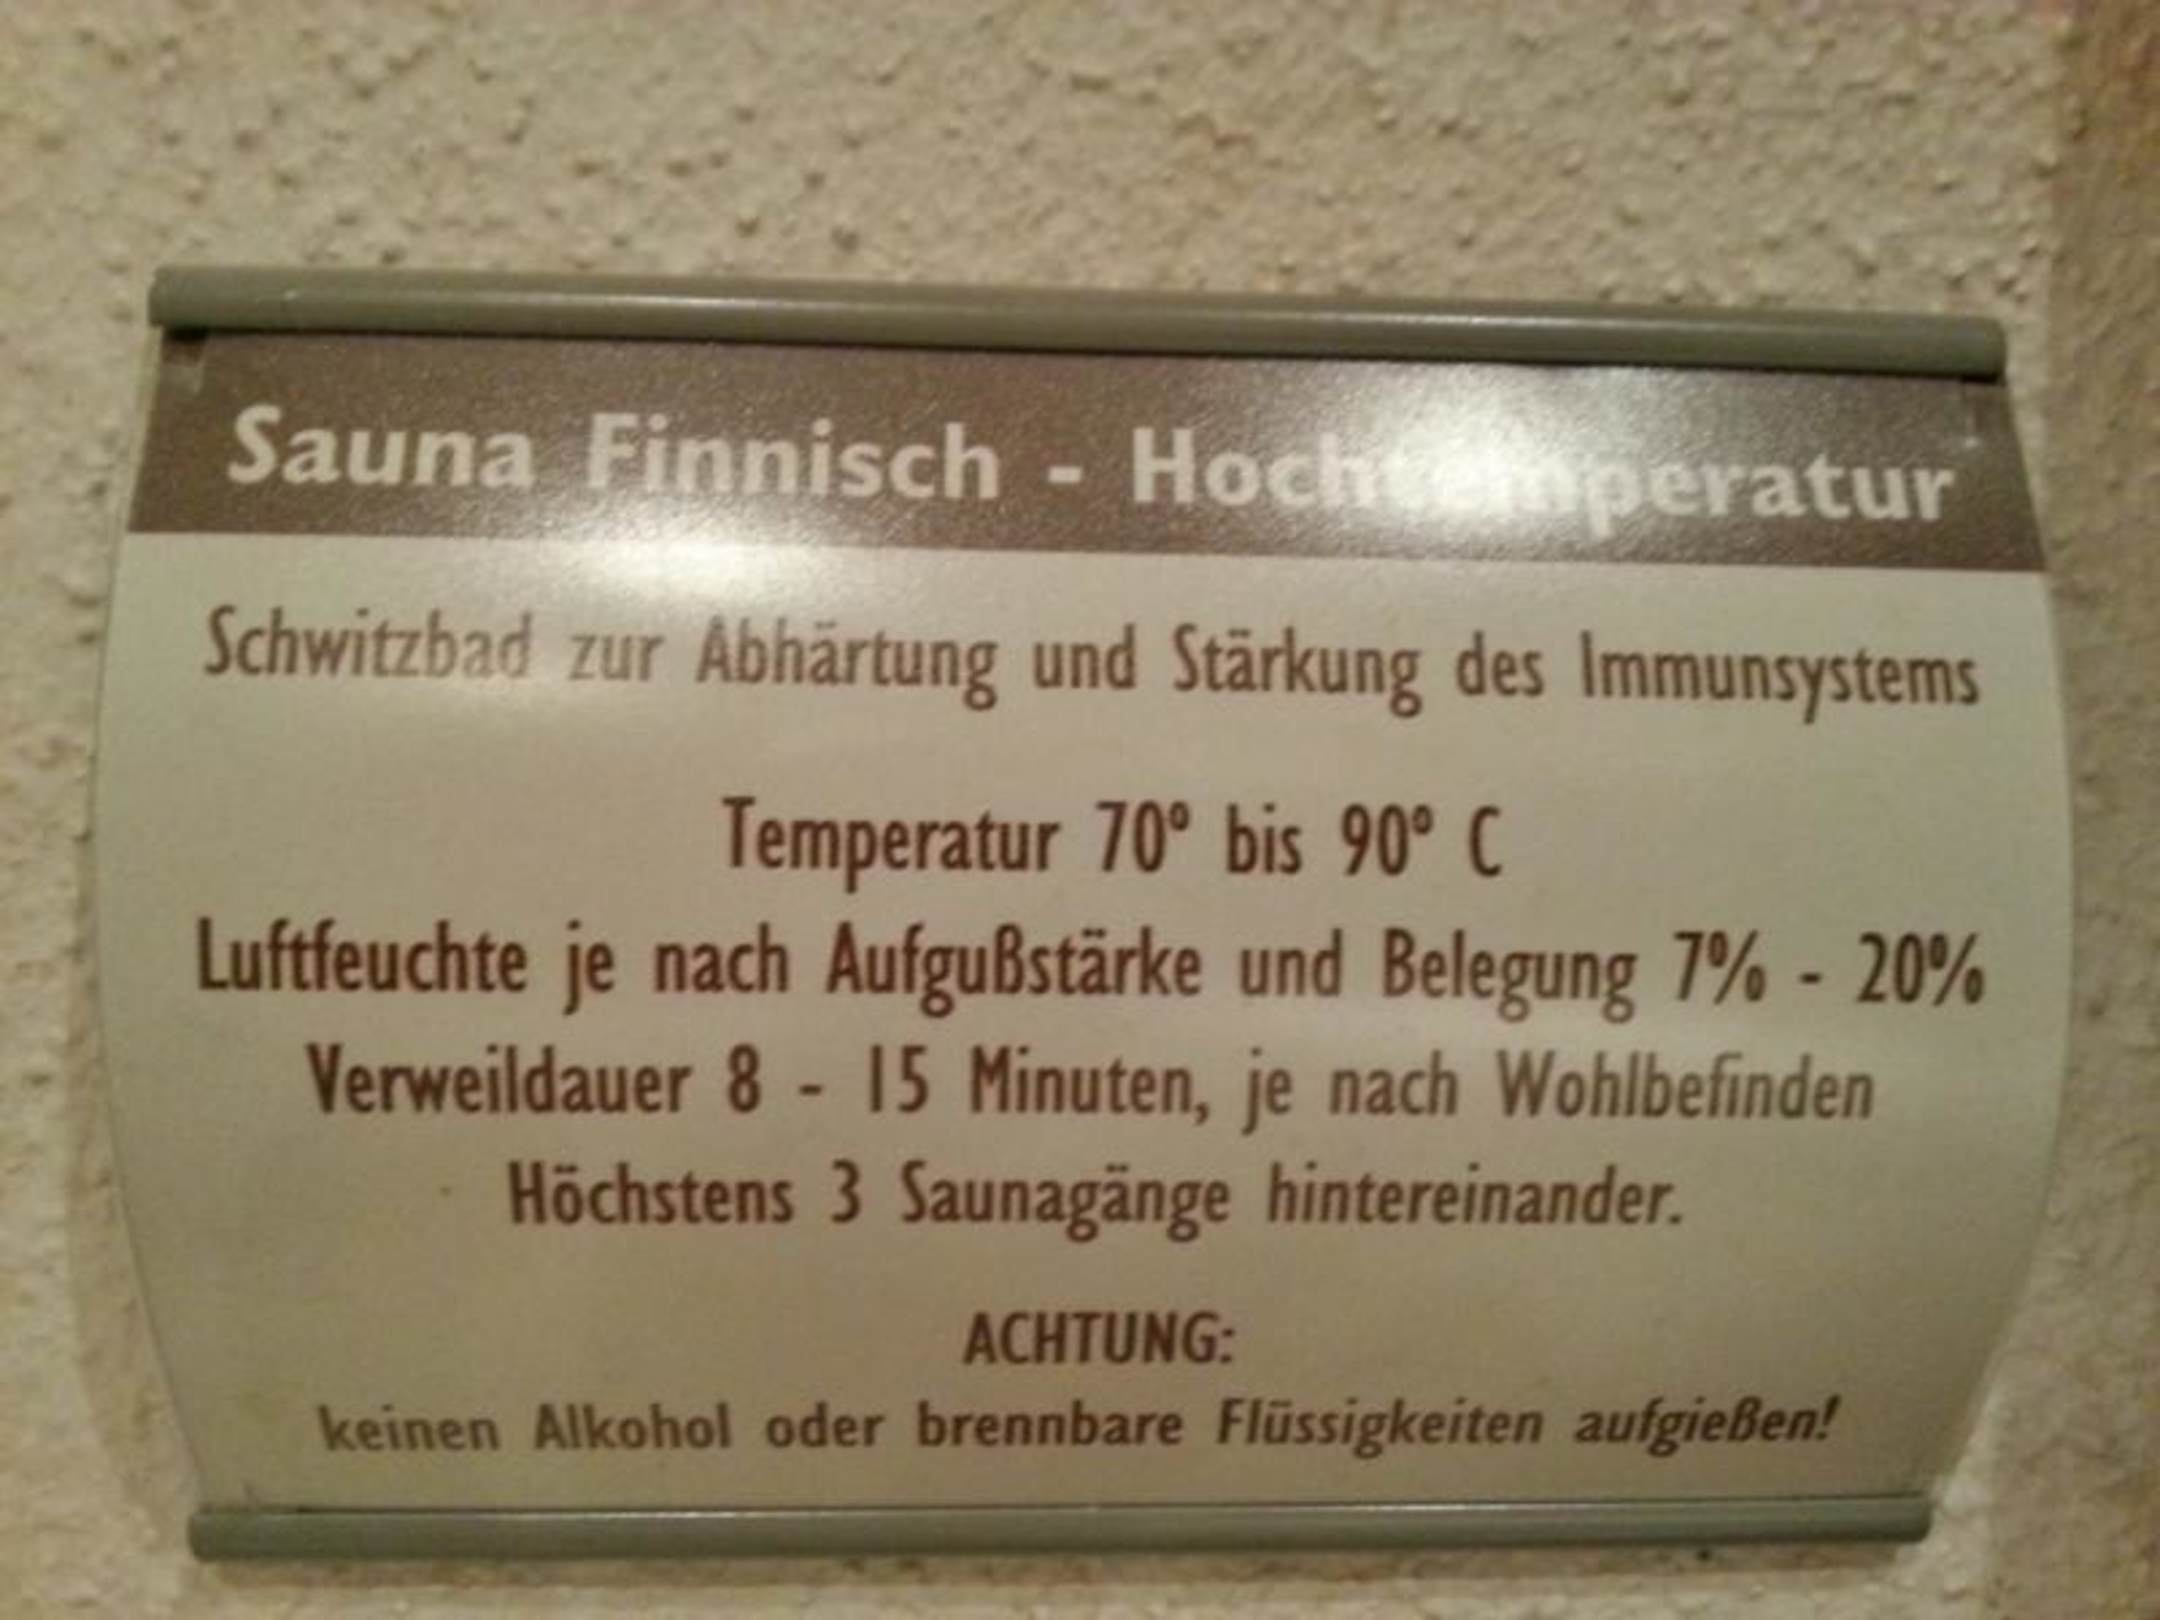 Sauna Finnisch - Hochtemperatur
Schwitzbad zur Abhärtung und Stärkung des Immunsystems
Temperatur 70° bis 90° C
Luftfeuchte je nach Aufgußstärke und Belegung 7% - 20%
Verweildauer 8 - 15 Minuten, je nach Wohlbefinden
Höchstens 3 Saunagänge hintereinander.
ACHTUNG:
keinen Alkohol oder brennbare Flüssigkeiten aufgießen!